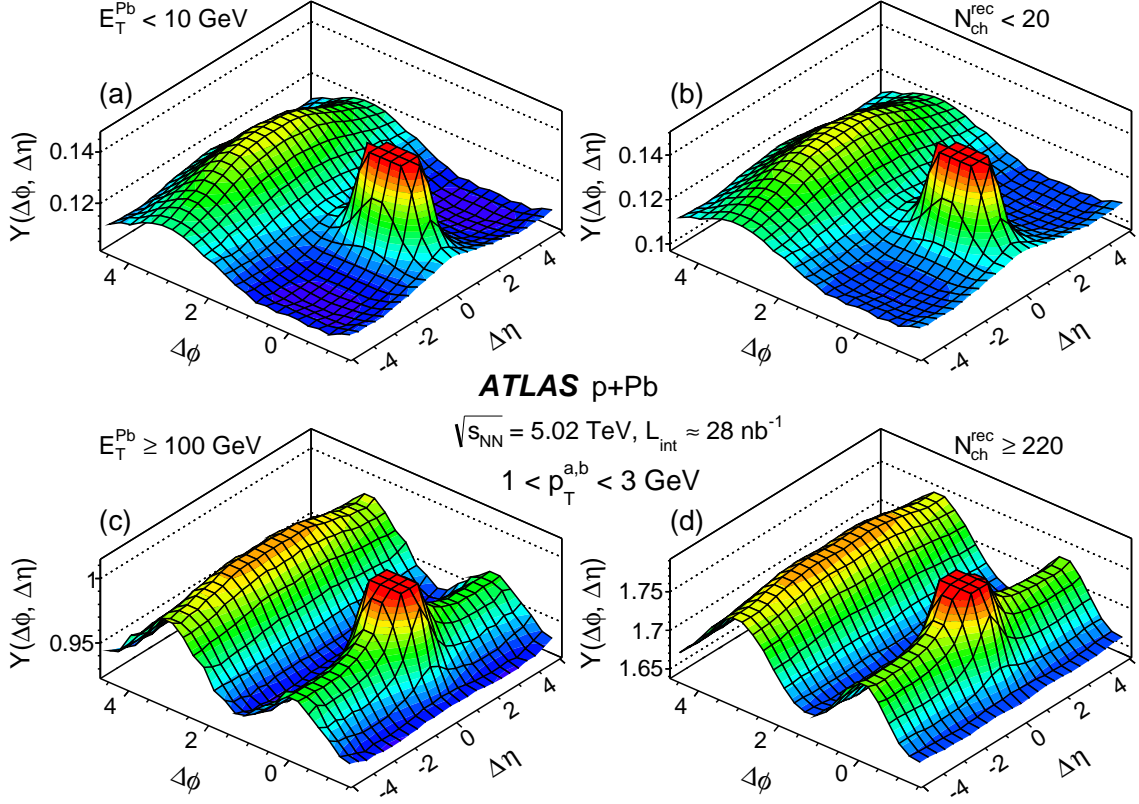 E_T^Pb < 10 GeV
(a)
Y(Δϕ, Δη)
0.14
0.12
4
2
0
Δϕ
-4
-2
0
2
4
Δη
N_ch^rec < 20
(b)
Y(Δϕ, Δη)
0.14
0.12
0.1
4
2
0
Δϕ
-4
-2
0
2
4
Δη
ATLAS p+Pb
√s_NN = 5.02 TeV, L_int ≈ 28 nb^-1
1 < p_T^a,b < 3 GeV
E_T^Pb ≥ 100 GeV
(c)
Y(Δϕ, Δη)
1
0.95
4
2
0
Δϕ
-4
-2
0
2
4
Δη
N_ch^rec ≥ 220
(d)
Y(Δϕ, Δη)
1.75
1.7
1.65
4
2
0
Δϕ
-4
-2
0
2
4
Δη